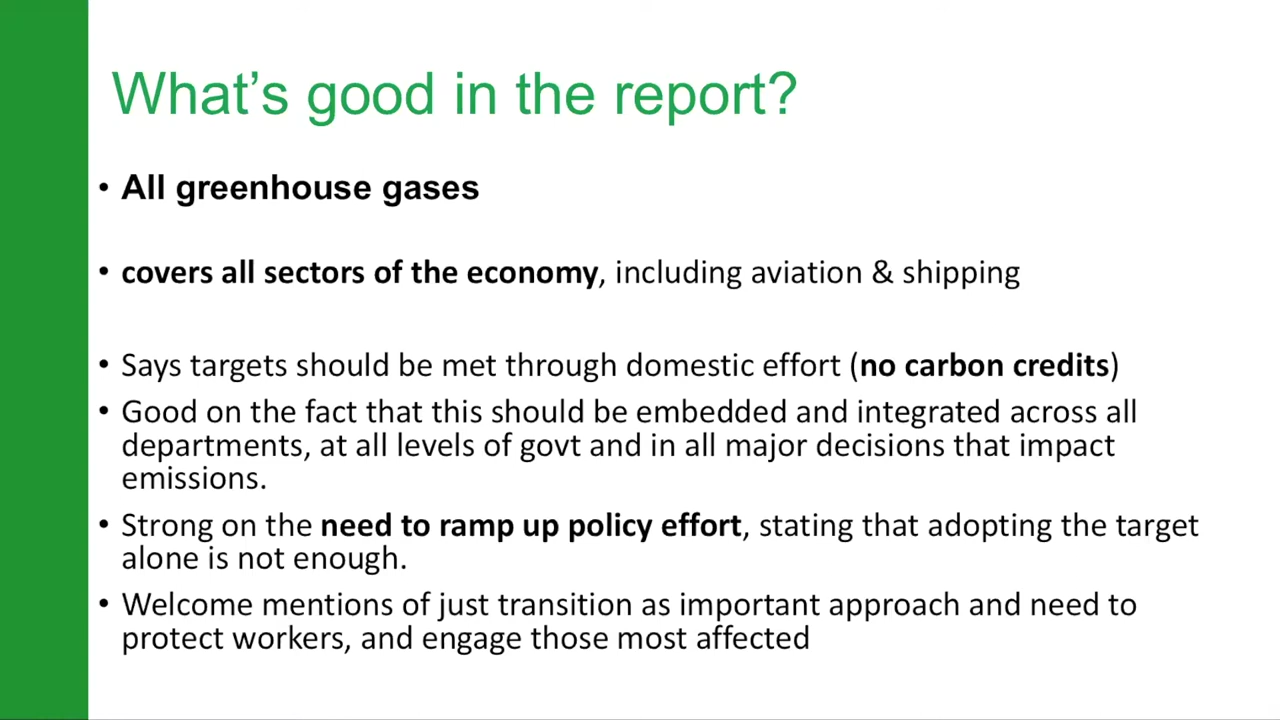 What’s good in the report?
• All greenhouse gases
• covers all sectors of the economy, including aviation & shipping
• Says targets should be met through domestic effort (no carbon credits)
• Good on the fact that this should be embedded and integrated across all
departments, at all levels of govt and in all major decisions that impact
emissions.
• Strong on the need to ramp up policy effort, stating that adopting the target
alone is not enough.
• Welcome mentions of just transition as important approach and need to
protect workers, and engage those most affected